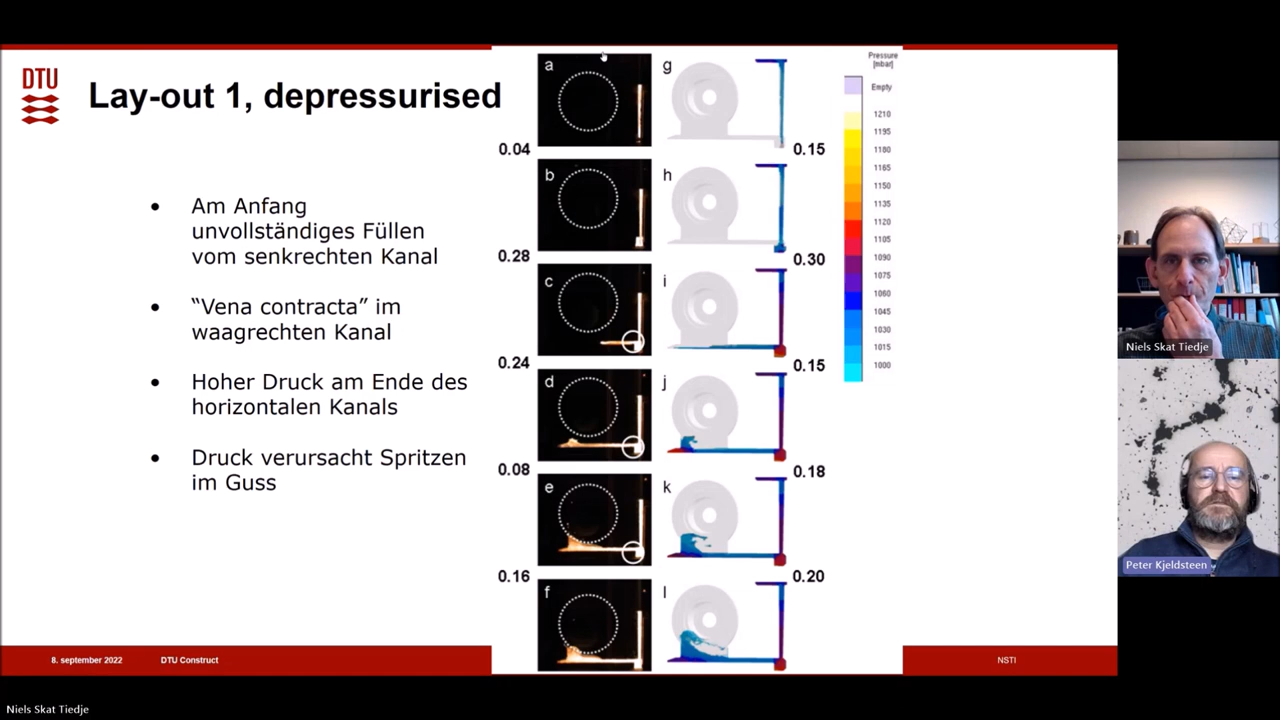 DTU
Lay-out 1, depressurised
Am Anfang
unvollständiges Füllen
vom senkrechten Kanal
“Vena contracta” im
waagrechten Kanal
Hoher Druck am Ende des
horizontalen Kanals
Druck verursacht Spritzen
im Guss
a
g
0.04
0.15
b
h
0.28
0.30
c
i
0.24
0.15
d
j
0.08
0.18
e
k
0.16
0.20
f
l
Pressure
[mbar]
Empty
1210
1195
1180
1165
1150
1135
1120
1105
1090
1075
1060
1045
1030
1015
1000
8. september 2022
DTU Construct
NSTI
Niels Skat Tiedje
Peter Kjeldsteen
Niels Skat Tiedje